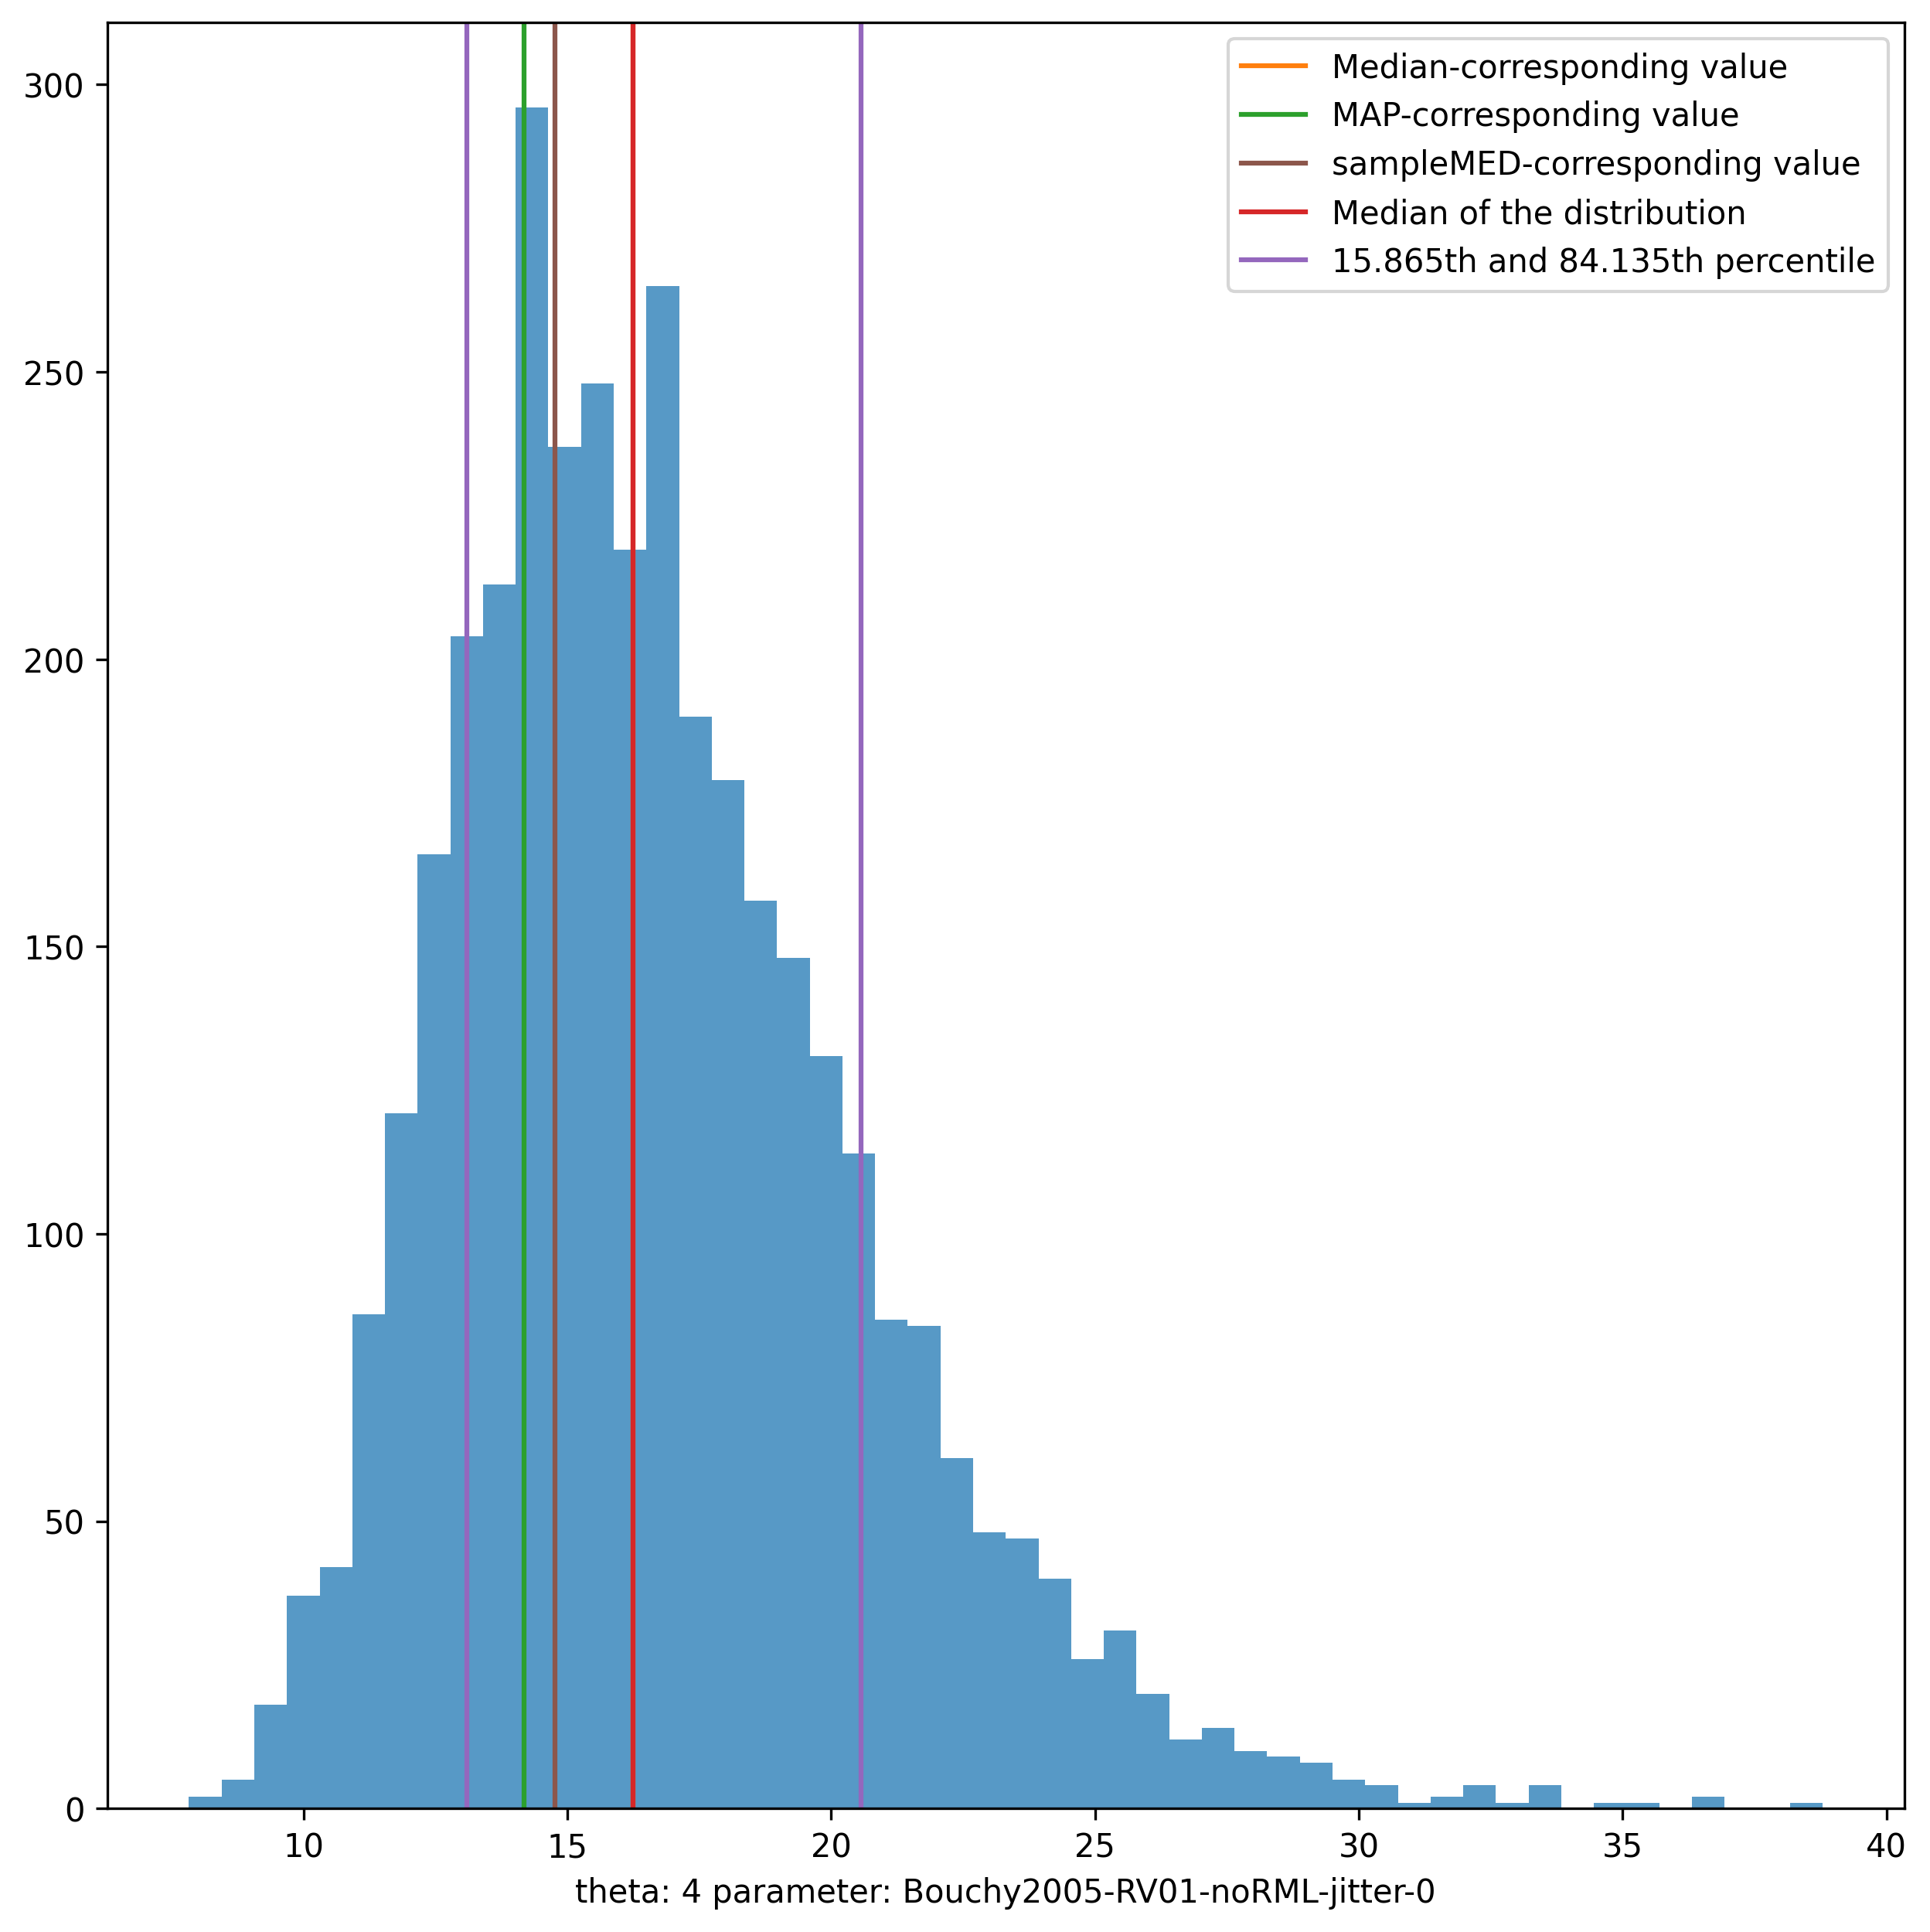 300
250
200
150
100
50
0
Median-corresponding value
MAP-corresponding value
sampleMED-corresponding value
Median of the distribution
15.865th and 84.135th percentile
10 15 20 25 30 35 40
theta: 4 parameter: Bouchy2005-RV01-noRML-jitter-0